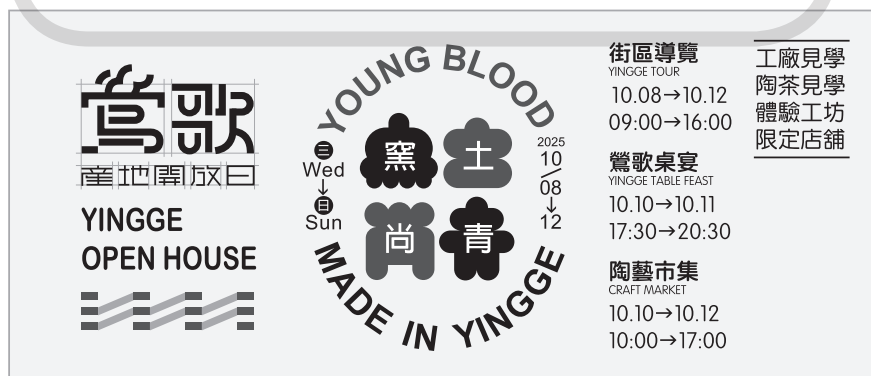 鶯歌
産地開放日
YINGGE
OPEN HOUSE
YOUNG BLOOD
三
Wed
↓
日
Sun
窯土
尚青
2025
10
/
08
↓
12
MADE IN YINGGE
街區導覽
YINGGE TOUR
10.08→10.12
09:00→16:00
鶯歌桌宴
YINGGE TABLE FEAST
10.10→10.11
17:30→20:30
陶藝市集
CRAFT MARKET
10.10→10.12
10:00→17:00
工廠見學
陶茶見學
體驗工坊
限定店舖